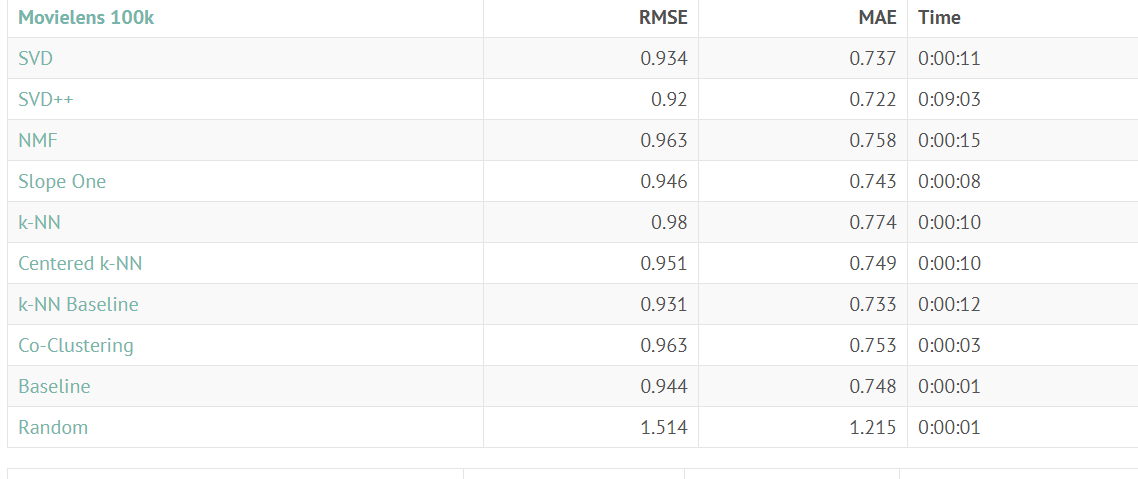 Movielens 100k RMSE MAE Time
SVD 0.934 0.737 0:00:11
SVD++ 0.92 0.722 0:09:03
NMF 0.963 0.758 0:00:15
Slope One 0.946 0.743 0:00:08
k-NN 0.98 0.774 0:00:10
Centered k-NN 0.951 0.749 0:00:10
k-NN Baseline 0.931 0.733 0:00:12
Co-Clustering 0.963 0.753 0:00:03
Baseline 0.944 0.748 0:00:01
Random 1.514 1.215 0:00:01